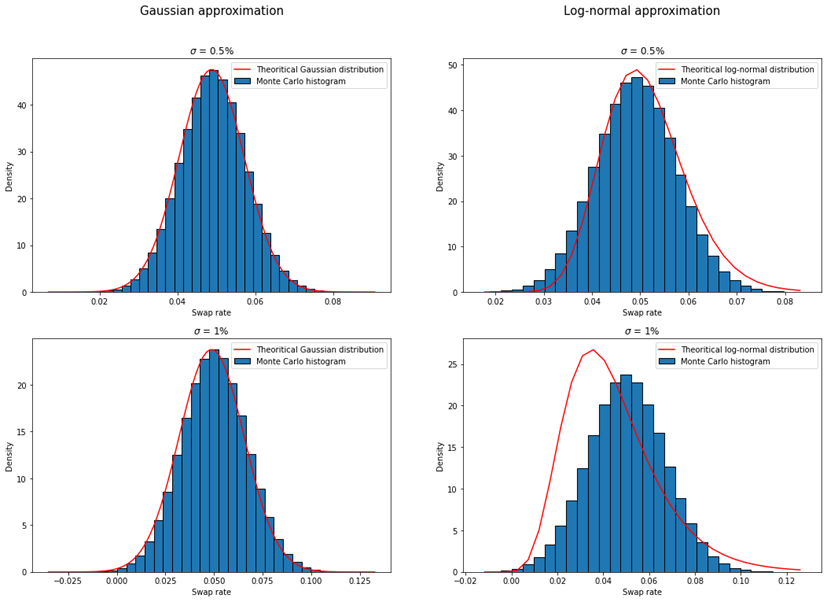 Gaussian approximation
Log-normal approximation
σ = 0.5%
Theoritical Gaussian distribution
Monte Carlo histogram
Density
40
30
20
10
0
0.02 0.04 0.06 0.08
Swap rate
σ = 0.5%
Theoritical log-normal distribution
Monte Carlo histogram
Density
50
40
30
20
10
0
0.02 0.03 0.04 0.05 0.06 0.07 0.08
Swap rate
σ = 1%
Theoritical Gaussian distribution
Monte Carlo histogram
Density
20
15
10
5
0
−0.025 0.000 0.025 0.050 0.075 0.100 0.125
Swap rate
σ = 1%
Theoritical log-normal distribution
Monte Carlo histogram
Density
25
20
15
10
5
0
−0.02 0.00 0.02 0.04 0.06 0.08 0.10 0.12
Swap rate